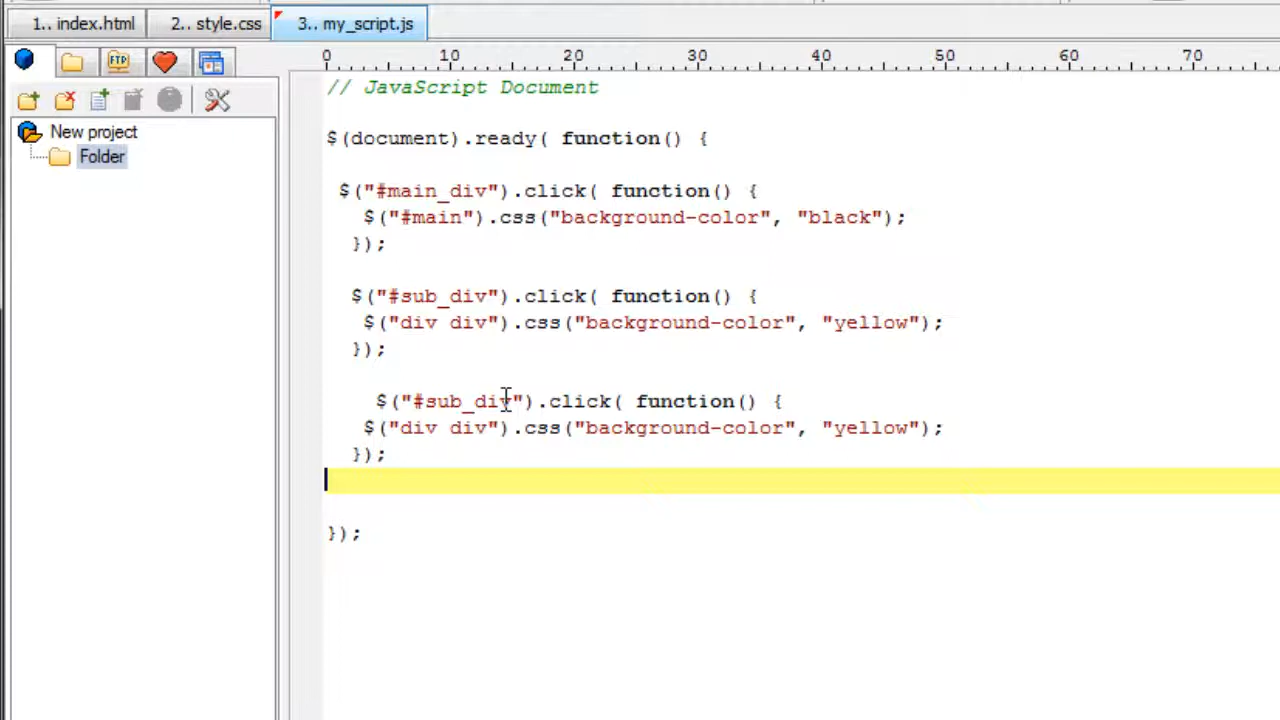 1.. index.html 2.. style.css 3.. my_script.js
FTP
New project
Folder
0 10 20 30 40 50 60 70
// JavaScript Document
$(document).ready( function() {
$("#main_div").click( function() {
$("#main").css("background-color", "black");
});
$("#sub_div").click( function() {
$("div div").css("background-color", "yellow");
});
$("#sub_div").click( function() {
$("div div").css("background-color", "yellow");
});
});